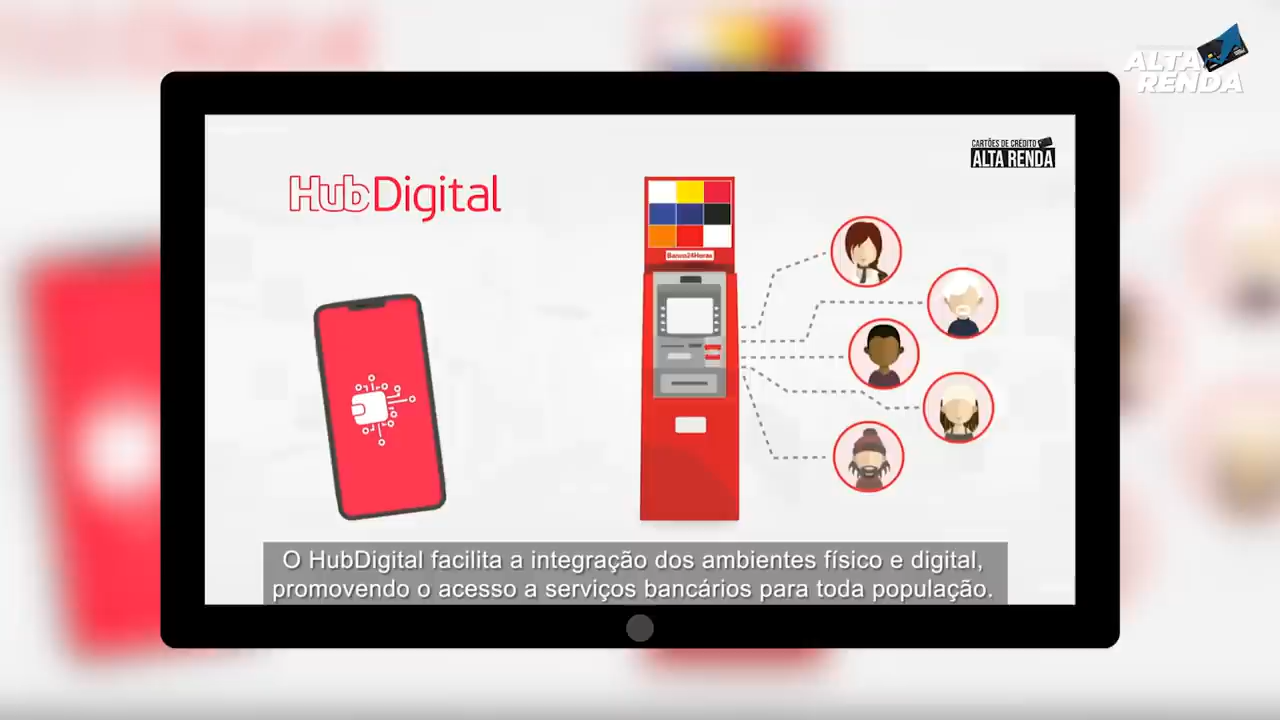 ALTA
RENDA
CARTÕES DE CRÉDITO
ALTA RENDA
HubDigital
Banco24Horas
O HubDigital facilita a integração dos ambientes físico e digital,
promovendo o acesso a serviços bancários para toda população.